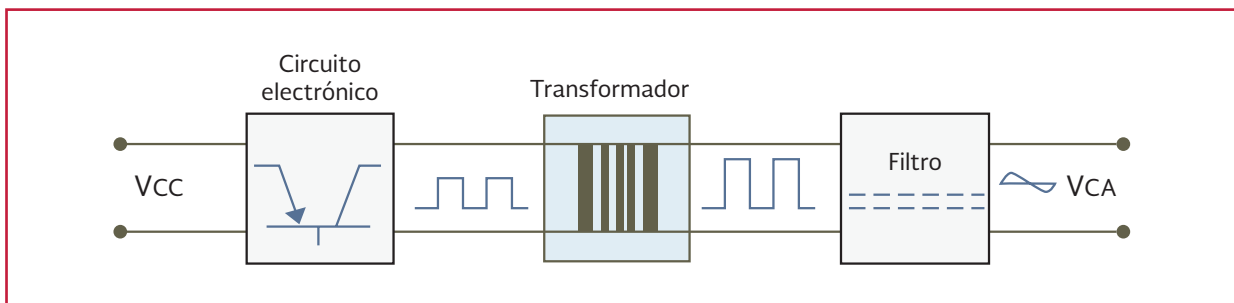 Circuito
electrónico
Transformador
VCC
Filtro
VCA